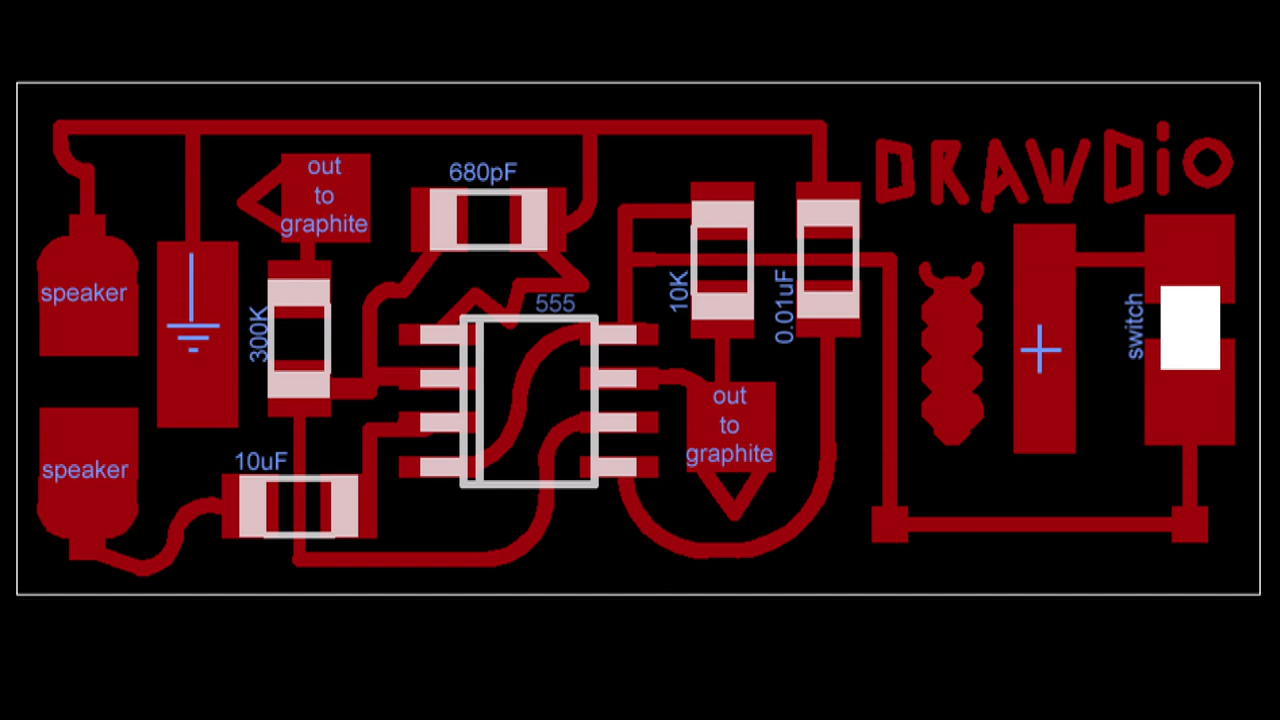 DRAWDiO
out
to
graphite
680pF
speaker
300K
555
10K
0.01uF
switch
out
to
graphite
10uF
speaker